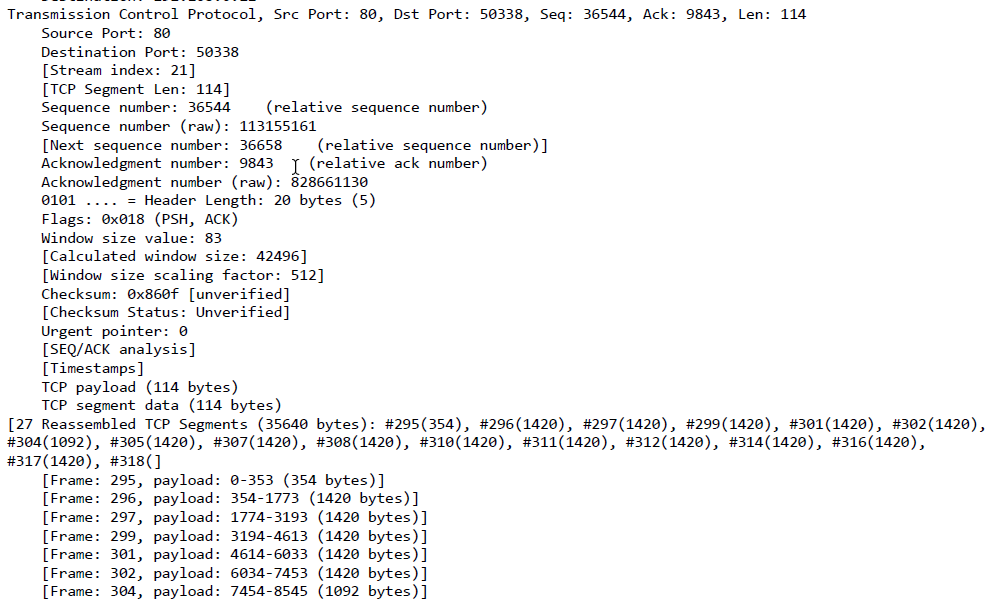 Transmission Control Protocol, Src Port: 80, Dst Port: 50338, Seq: 36544, Ack: 9843, Len: 114
Source Port: 80
Destination Port: 50338
[Stream index: 21]
[TCP Segment Len: 114]
Sequence number: 36544    (relative sequence number)
Sequence number (raw): 113155161
[Next sequence number: 36658    (relative sequence number)]
Acknowledgment number: 9843    (relative ack number)
Acknowledgment number (raw): 828661130
0101 .... = Header Length: 20 bytes (5)
Flags: 0x018 (PSH, ACK)
Window size value: 83
[Calculated window size: 42496]
[Window size scaling factor: 512]
Checksum: 0x860f [unverified]
[Checksum Status: Unverified]
Urgent pointer: 0
[SEQ/ACK analysis]
[Timestamps]
TCP payload (114 bytes)
TCP segment data (114 bytes)
[27 Reassembled TCP Segments (35640 bytes): #295(354), #296(1420), #297(1420), #299(1420), #301(1420), #302(1420),
#304(1092), #305(1420), #307(1420), #308(1420), #310(1420), #311(1420), #312(1420), #314(1420), #316(1420),
#317(1420), #318(]
[Frame: 295, payload: 0-353 (354 bytes)]
[Frame: 296, payload: 354-1773 (1420 bytes)]
[Frame: 297, payload: 1774-3193 (1420 bytes)]
[Frame: 299, payload: 3194-4613 (1420 bytes)]
[Frame: 301, payload: 4614-6033 (1420 bytes)]
[Frame: 302, payload: 6034-7453 (1420 bytes)]
[Frame: 304, payload: 7454-8545 (1092 bytes)]